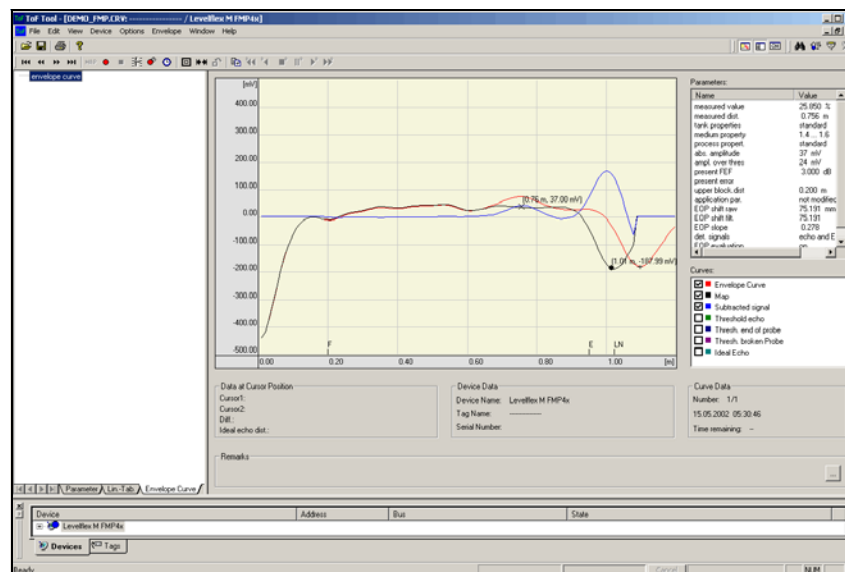 ToF Tool - [DEMO_FMP.CRV: --------------- / Levelflex M FMP4x]
File Edit View Device Options Envelope Window Help
envelope curve
[mV]
400.00
300.00
200.00
100.00
0.00
-100.00
-200.00
-300.00
-400.00
-500.00
[0.76 m, 37.00 mV]
[1.01 m, -187.99 mV]
F E LN
0.00 0.20 0.40 0.60 0.80 1.00 [m]
Parameters:
Name Value
measured value 25.850 %
measured dist. 0.756 m
tank properties standard
medium property 1.4 ... 1.6
process propert. standard
abs. amplitude 37 mV
ampl. over thres 24 mV
present FEF 3.000 dB
present error
upper block.dist 0.200 m
application par. not modified
EOP shift raw 75.191 mm
EOP shift filt. 75.191
EOP slope 0.278
det. signals echo and E
EOP evaluation on
Curves:
Envelope Curve
Map
Subtracted signal
Threshold echo
Thresh. end of probe
Thresh. broken Probe
Ideal Echo
Data at Cursor Position
Cursor1:
Cursor2:
Diff.:
Ideal echo dist.:
Device Data
Device Name: Levelflex M FMP4x
Tag Name: ---------------
Serial Number:
Curve Data
Number: 1/1
15.05.2002 05:30:46
Time remaining: --
Remarks
...
Parameter Lin.-Tab. Envelope Curve
Device Address Bus State
Levelflex M FMP4x
Devices Tags
Ready Cancel NUM